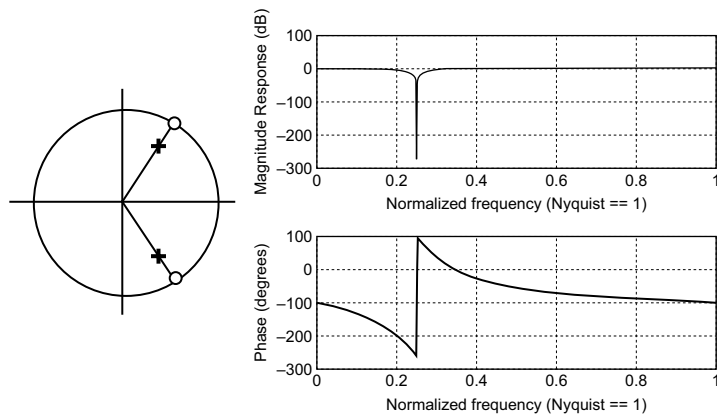 Magnitude Response (dB)
100
0
–100
–200
–300
0 0.2 0.4 0.6 0.8 1
Normalized frequency (Nyquist == 1)
Phase (degrees)
100
0
–100
–200
–300
0 0.2 0.4 0.6 0.8 1
Normalized frequency (Nyquist == 1)